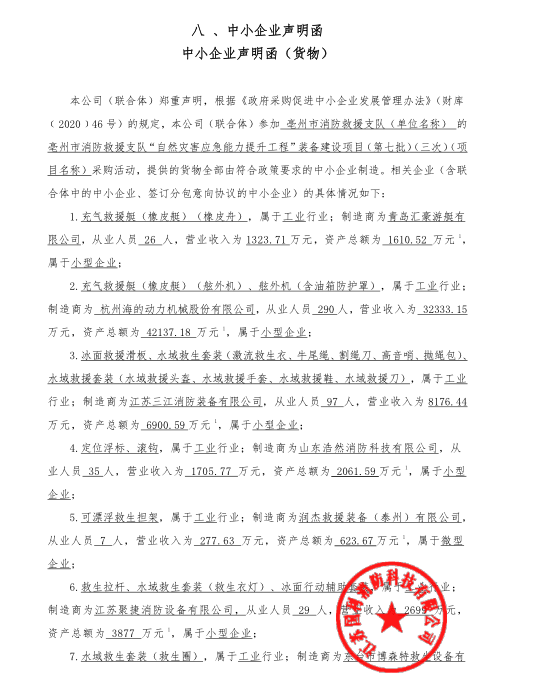 八 、中小企业声明函
中小企业声明函（货物）
本公司（联合体）郑重声明，根据《政府采购促进中小企业发展管理办法》（财库
（2020）46 号）的规定，本公司（联合体）参加 亳州市消防救援支队（单位名称） 的
亳州市消防救援支队“自然灾害应急能力提升工程”装备建设项目（第七批）（三次）（项
目名称）采购活动，提供的货物全部由符合政策要求的中小企业制造。相关企业（含联
合体中的中小企业、签订分包意向协议的中小企业）的具体情况如下：
1.充气救援艇（橡皮艇）（橡皮舟），属于工业行业；制造商为青岛汇豪游艇有
限公司，从业人员 26 人，营业收入为 1323.71 万元，资产总额为 1610.52 万元¹，
属于小型企业；
2.充气救援艇（橡皮艇）（舷外机）、舷外机（含油箱防护罩），属于工业行业；
制造商为 杭州海的动力机械股份有限公司，从业人员 290 人，营业收入为 32333.15
万元，资产总额为 42137.18 万元¹，属于小型企业；
3.冰面救援滑板、水域救生套装（激流救生衣、牛尾绳、割绳刀、高音哨、抛绳包）、
水域救援套装（水域救援头盔、水域救援手套、水域救援鞋、水域救援刀），属于工业
行业；制造商为江苏三江消防装备有限公司，从业人员 97 人，营业收入为 8176.44
万元，资产总额为 6900.59 万元¹，属于小型企业；
4.定位浮标、滚钩，属于工业行业；制造商为山东浩然消防科技有限公司，从
业人员 35 人，营业收入为 1705.77 万元，资产总额为 2061.59 万元¹，属于小型
企业；
5.可漂浮救生担架，属于工业行业；制造商为润杰救援装备（泰州）有限公司，
从业人员 7 人，营业收入为 277.63 万元，资产总额为 623.67 万元¹，属于微型
企业；
6.救生拉杆、水域救生套装（救生衣灯）、冰面行动辅助套装，属于工业行业；
制造商为江苏聚捷消防设备有限公司，从业人员 29 人，营业收入 2699 万元，
资产总额为 3877 万元¹，属于小型企业；
7.水域救生套装（救生圈），属于工业行业；制造商为东台市博森特救生设备有